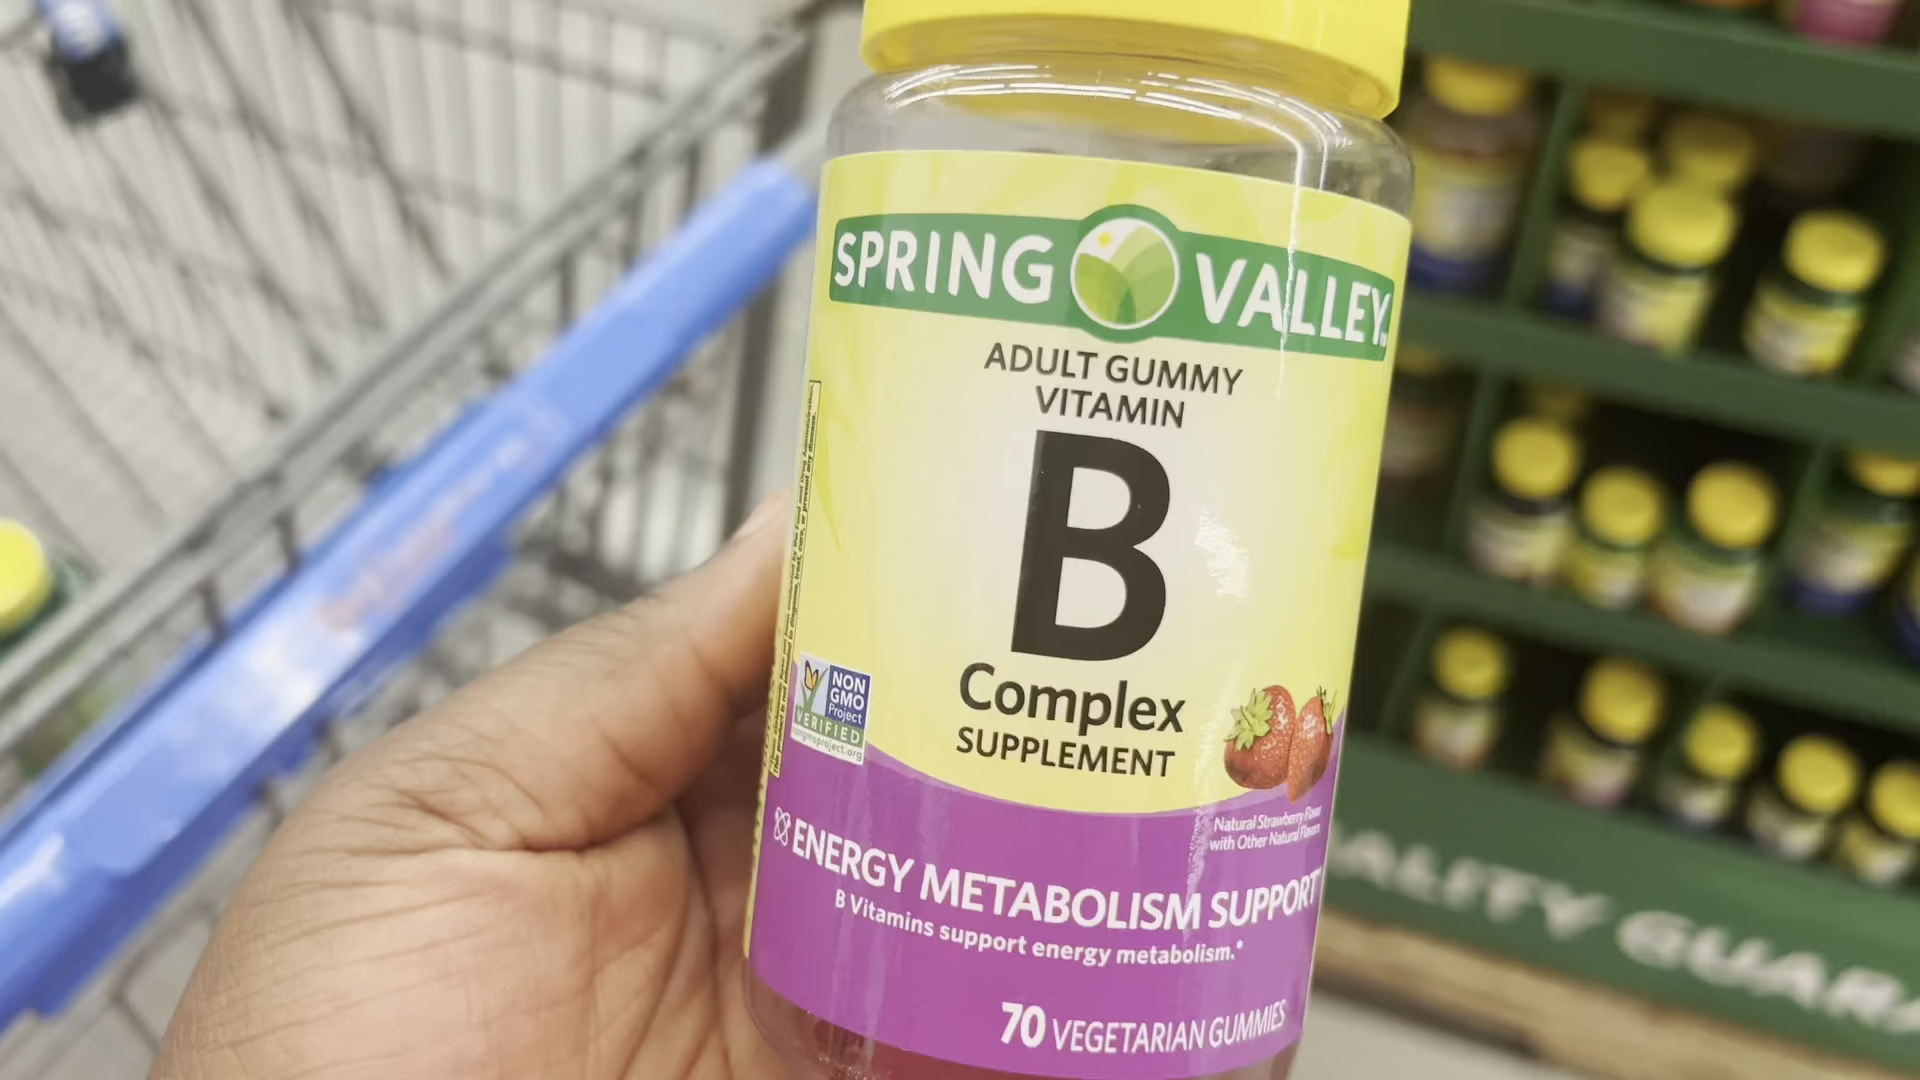 SPRING VALLEY
ADULT GUMMY
VITAMIN
B
Complex
SUPPLEMENT
NON
GMO
Project
VERIFIED
nongmoproject.org
Natural Strawberry Flavor
with Other Natural Flavors
ENERGY METABOLISM SUPPORT*
B Vitamins support energy metabolism.*
70 VEGETARIAN GUMMIES